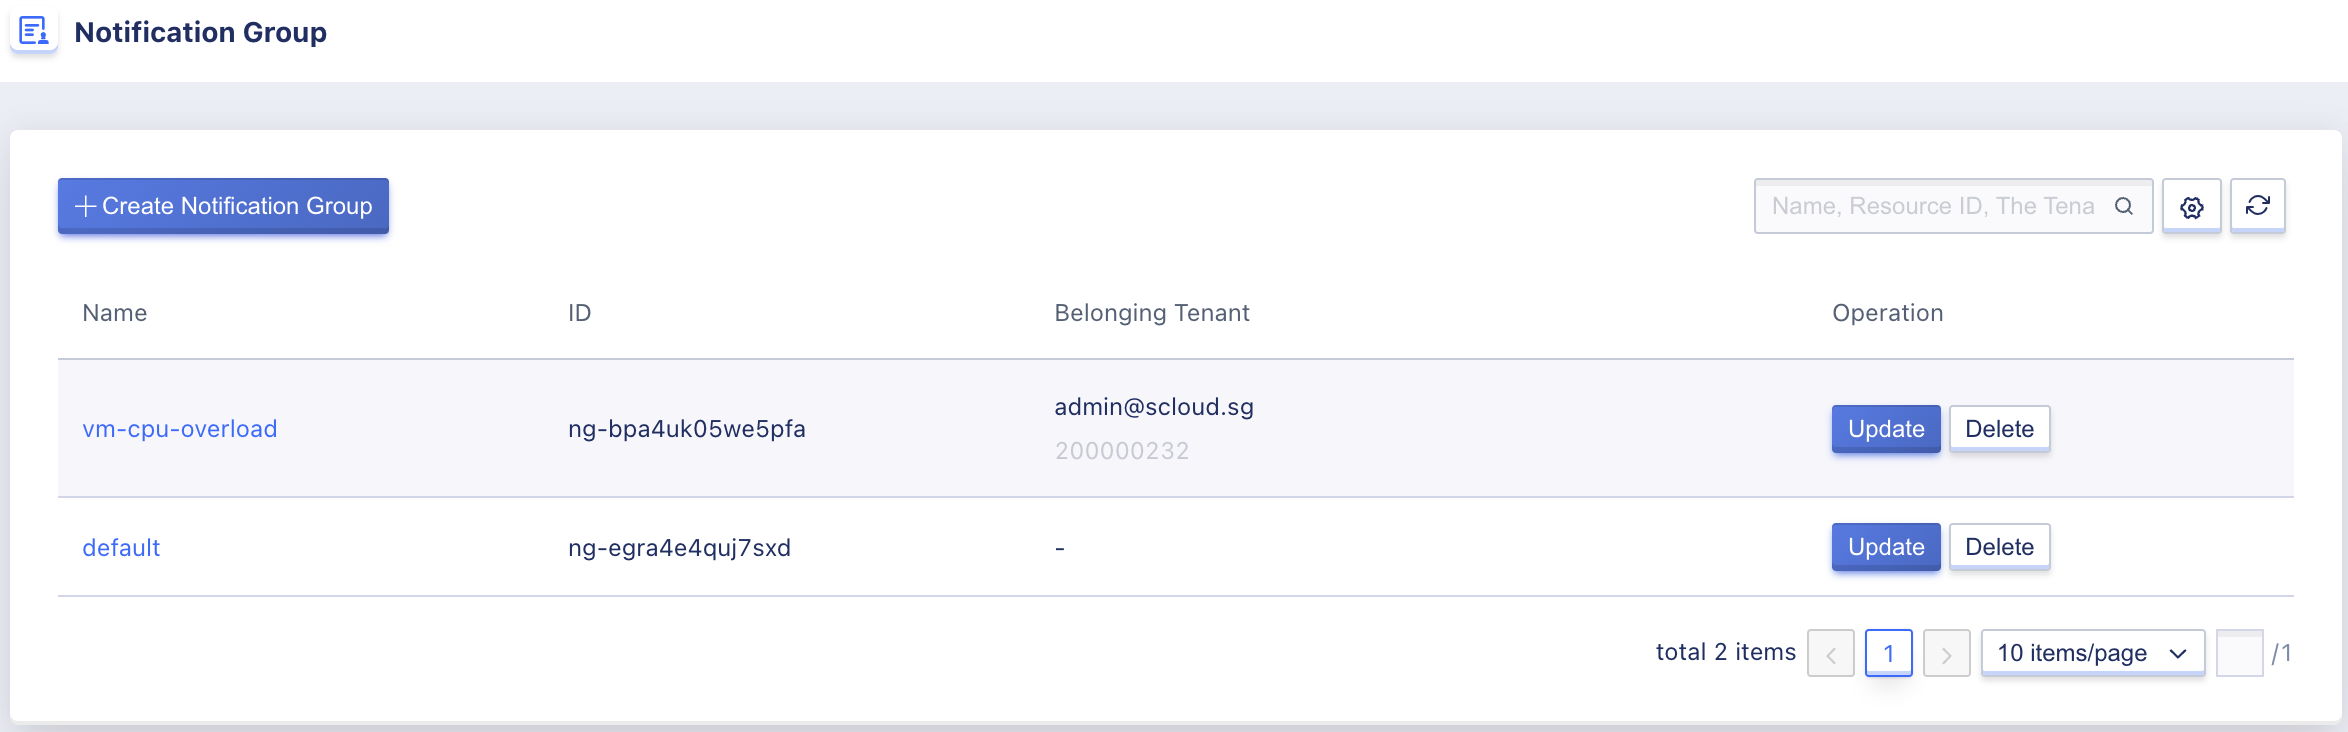 Notification Group
Create Notification Group
Name, Resource ID, The Tena
Name ID Belonging Tenant Operation
vm-cpu-overload ng-bpa4uk05we5pfa admin@scloud.sg 200000232 Update Delete
default ng-egra4e4quj7sxd - Update Delete
total 2 items 1 10 items/page /1